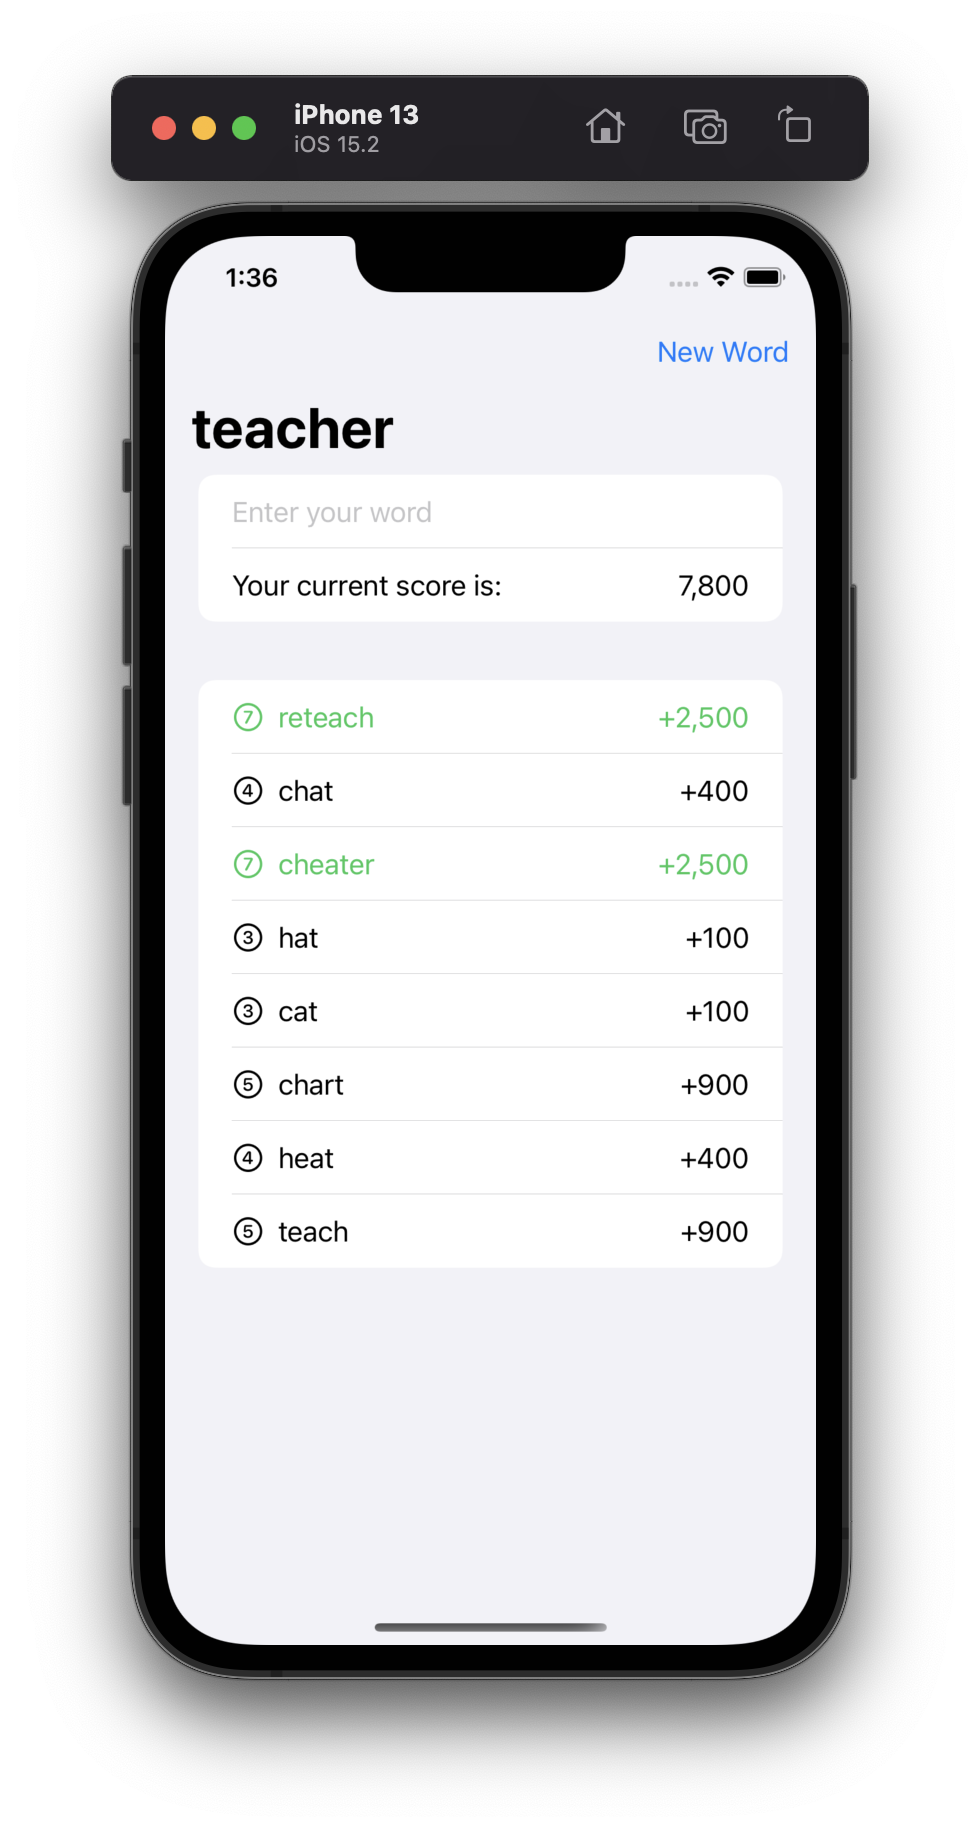 iPhone 13
iOS 15.2
1:36
New Word
teacher
Enter your word
Your current score is: 7,800
7 reteach +2,500
4 chat +400
7 cheater +2,500
3 hat +100
3 cat +100
5 chart +900
4 heat +400
5 teach +900